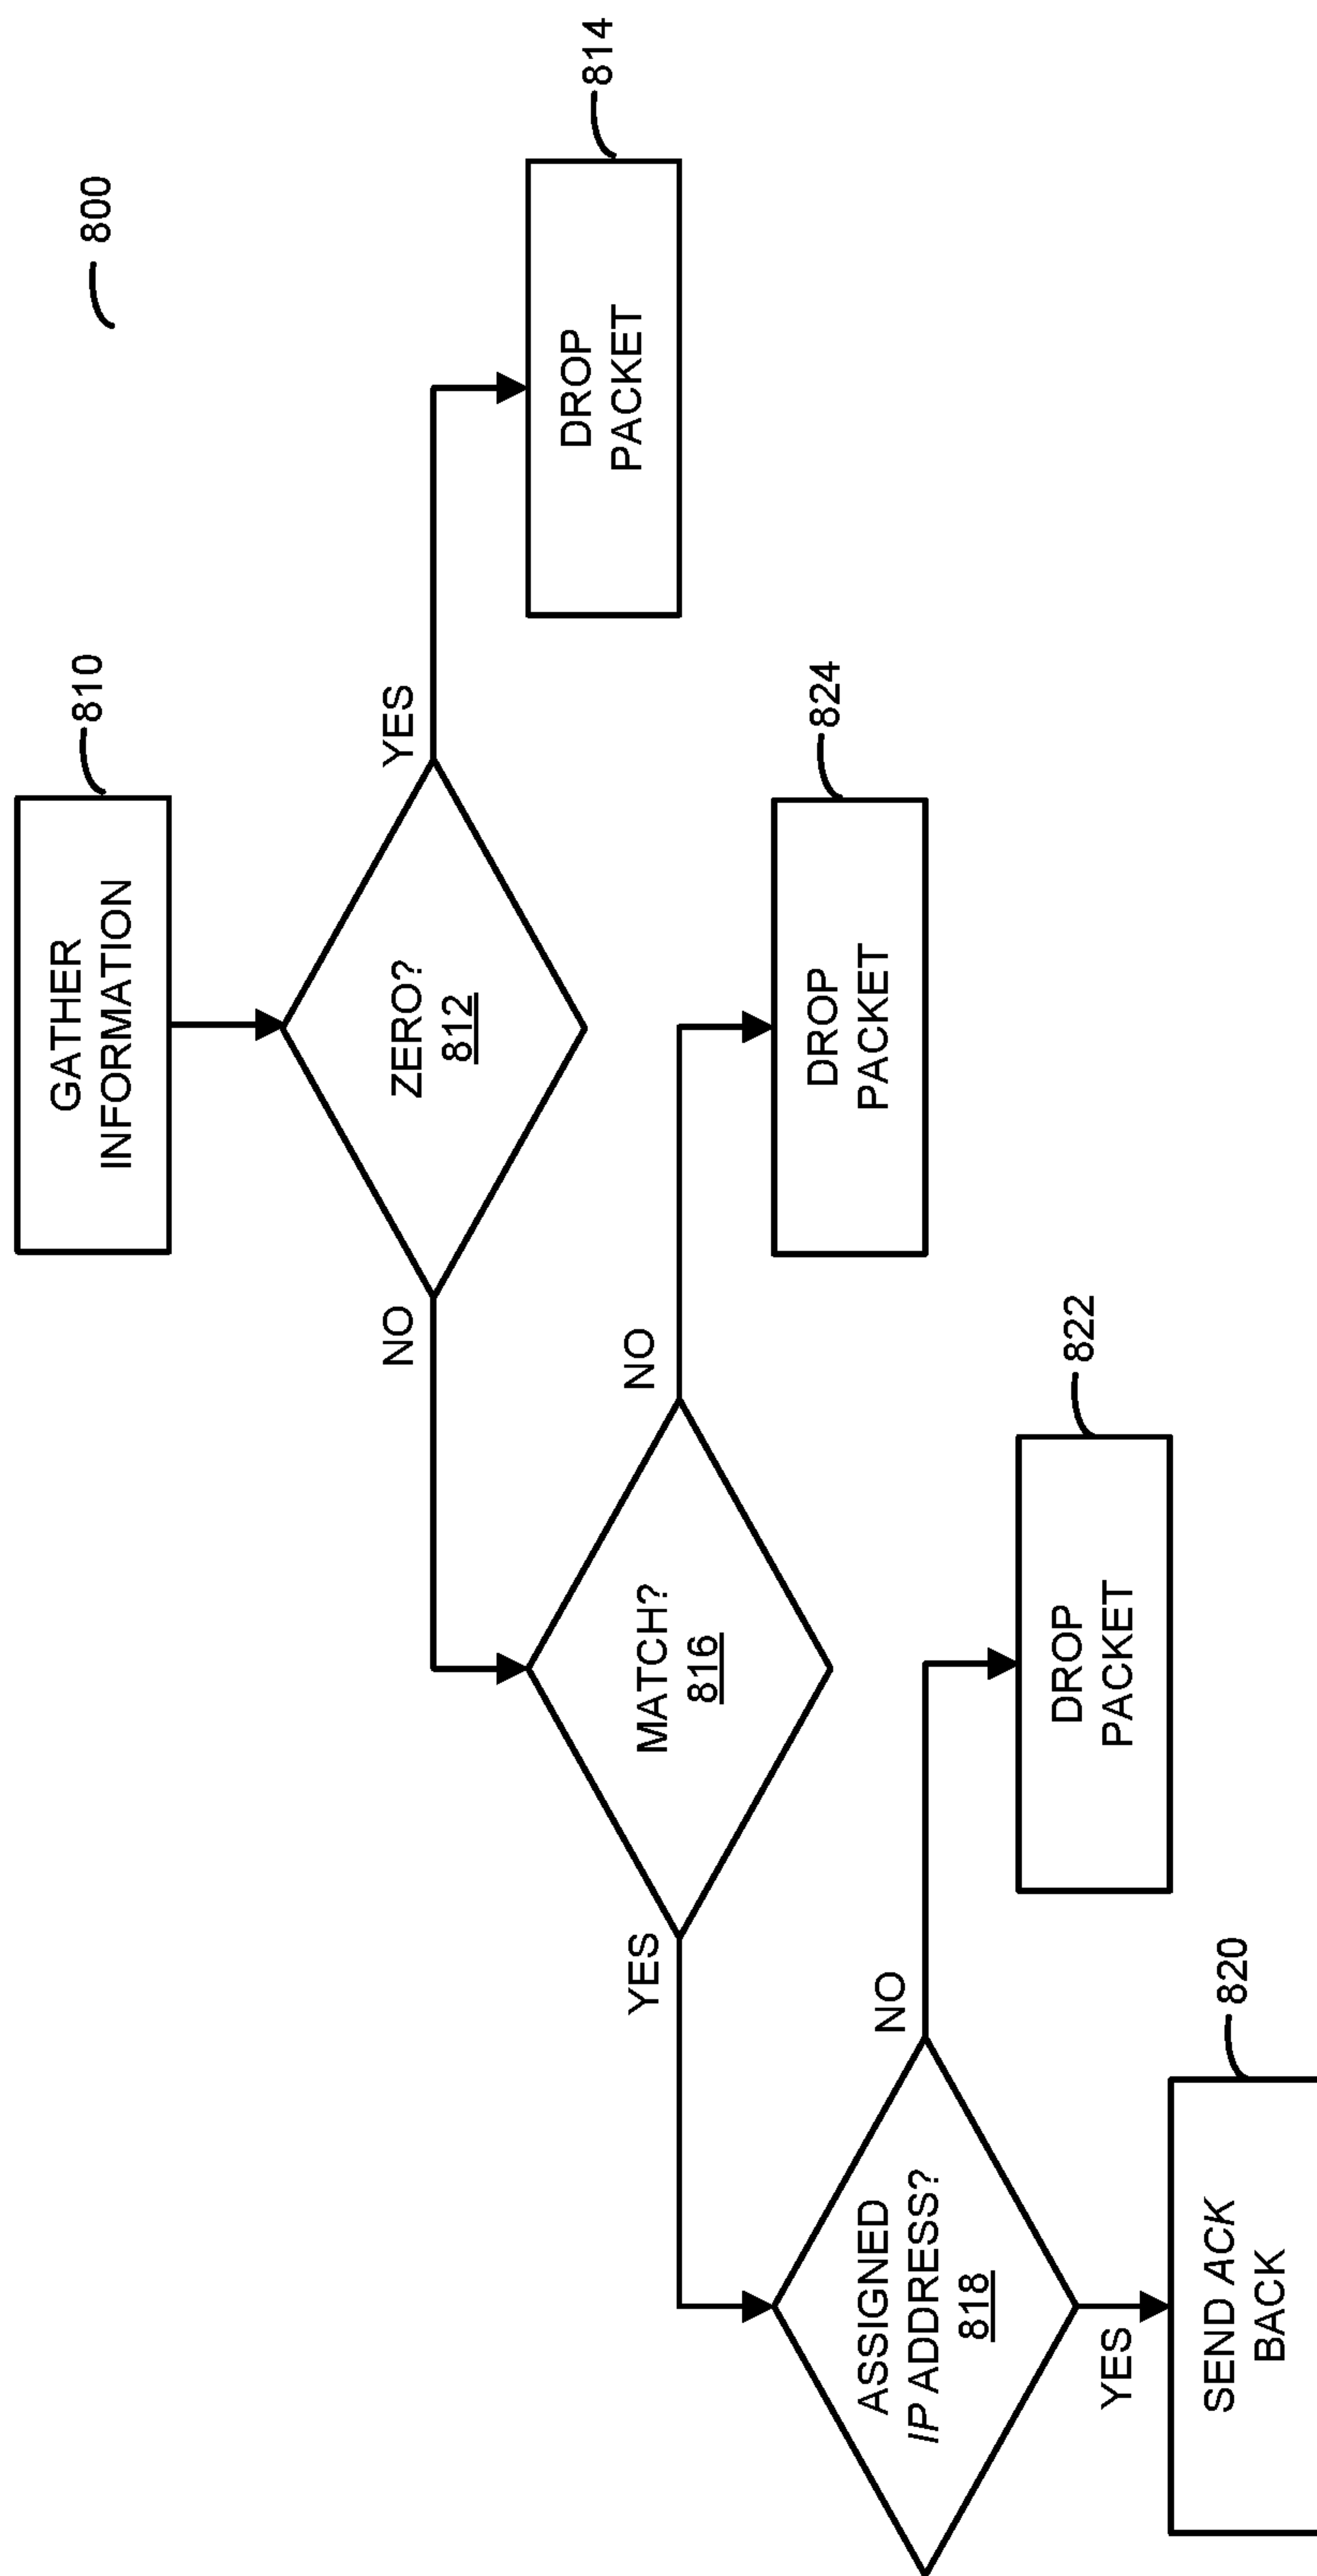 800
810
GATHER
INFORMATION
ZERO?
812
YES
NO
814
DROP
PACKET
MATCH?
816
NO
YES
824
DROP
PACKET
ASSIGNED
IP ADDRESS?
818
NO
YES
822
DROP
PACKET
820
SEND ACK
BACK